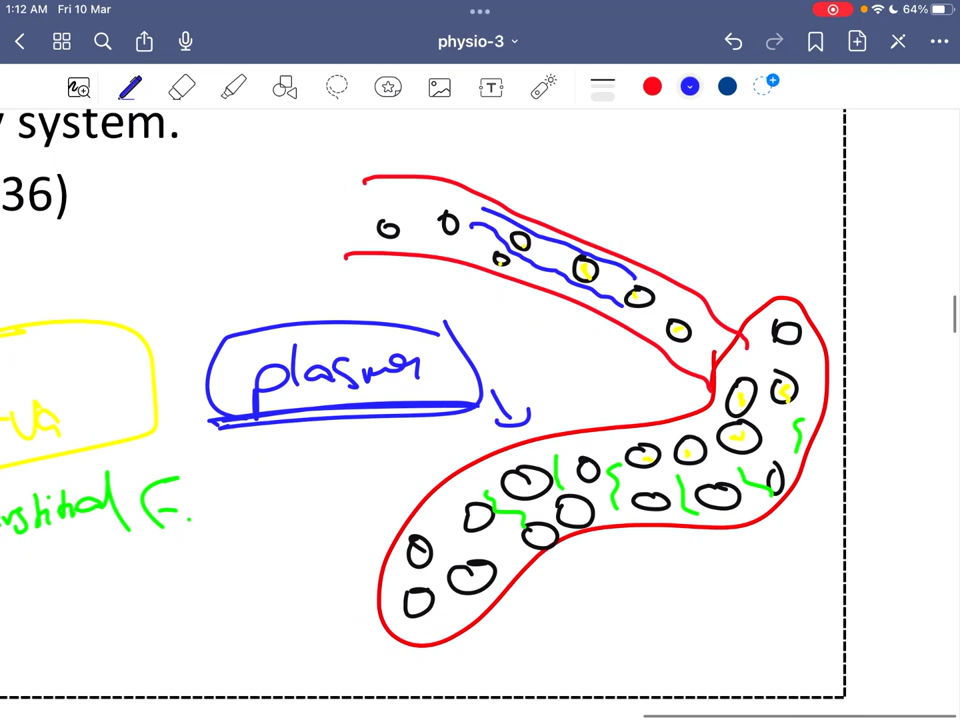 1:12 AM Fri 10 Mar
64%
physio-3
T
y system.
36)
plasma
F.